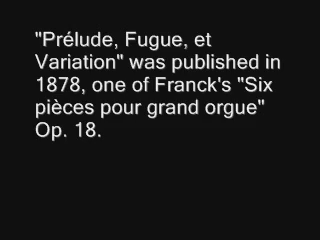 "Prélude, Fugue, et
Variation" was published in
1878, one of Franck's "Six
pièces pour grand orgue"
Op. 18.